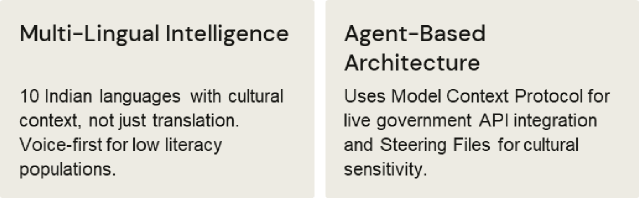 Multi-Lingual Intelligence
10 Indian languages with cultural
context, not just translation.
Voice-first for low literacy
populations.
Agent-Based
Architecture
Uses Model Context Protocol for
live government API integration
and Steering Files for cultural
sensitivity.